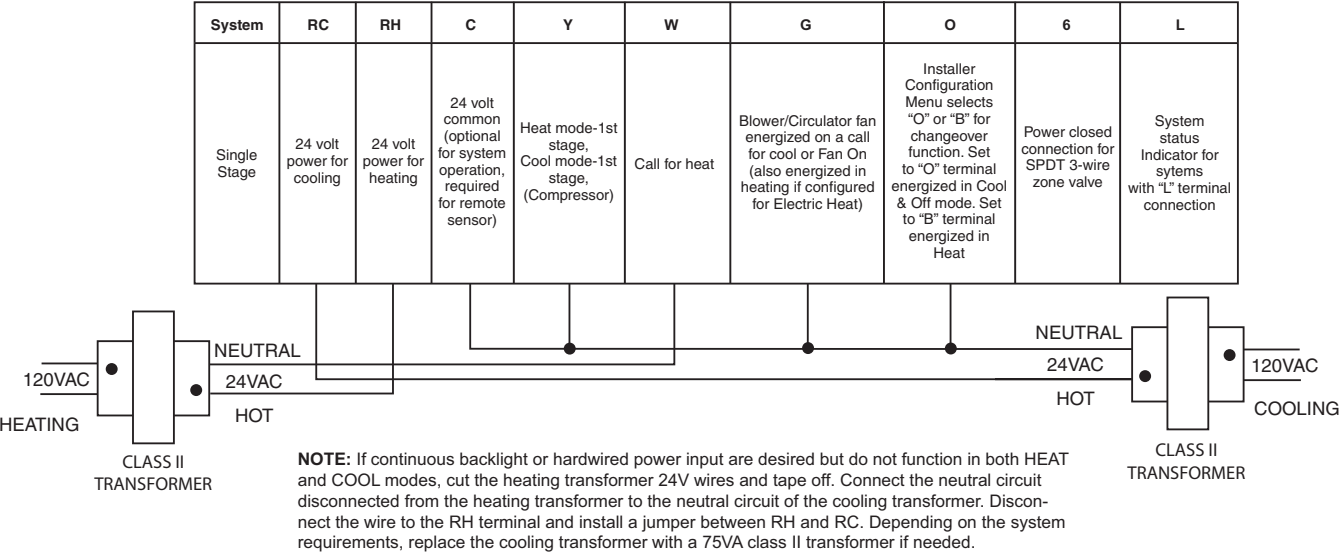 System RC RH C Y W G O 6 L
Single
Stage
24 volt
power for
cooling
24 volt
power for
heating
24 volt
common
(optional
for system
operation,
required
for remote
sensor)
Heat mode-1st
stage,
Cool mode-1st
stage,
(Compressor)
Call for heat
Blower/Circulator fan
energized on a call
for cool or Fan On
(also energized in
heating if configured
for Electric Heat)
Installer
Configuration
Menu selects
“O” or “B” for
changeover
function. Set
to “O” terminal
energized in Cool
& Off mode. Set
to “B” terminal
energized in
Heat
Power closed
connection for
SPDT 3-wire
zone valve
System
status
Indicator for
sytems
with “L” terminal
connection
NEUTRAL
120VAC
24VAC
HOT
HEATING
CLASS II
TRANSFORMER
NEUTRAL
24VAC
120VAC
HOT
COOLING
CLASS II
TRANSFORMER
NOTE: If continuous backlight or hardwired power input are desired but do not function in both HEAT
and COOL modes, cut the heating transformer 24V wires and tape off. Connect the neutral circuit
disconnected from the heating transformer to the neutral circuit of the cooling transformer. Discon-
nect the wire to the RH terminal and install a jumper between RH and RC. Depending on the system
requirements, replace the cooling transformer with a 75VA class II transformer if needed.